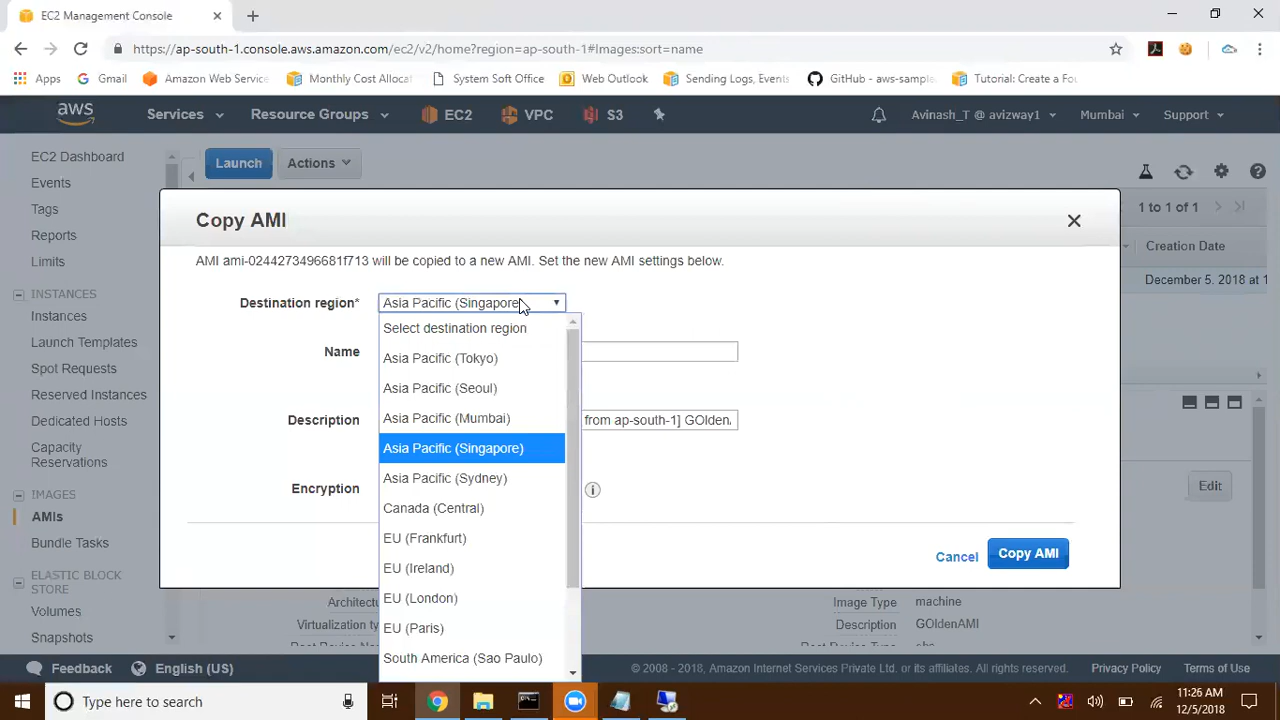 EC2 Management Console
https://ap-south-1.console.aws.amazon.com/ec2/v2/home?region=ap-south-1#Images:sort=name
Apps Gmail Amazon Web Service Monthly Cost Allocat System Soft Office Web Outlook Sending Logs, Events GitHub - aws-sample Tutorial: Create a Fo
aws Services Resource Groups EC2 VPC S3 Avinash_T @ avizway1 Mumbai Support
EC2 Dashboard
Events
Tags
Reports
Limits
INSTANCES
Instances
Launch Templates
Spot Requests
Reserved Instances
Dedicated Hosts
Capacity
Reservations
IMAGES
AMIs
Bundle Tasks
ELASTIC BLOCK
STORE
Volumes
Snapshots
Launch Actions
1 to 1 of 1
Creation Date
December 5, 2018 at 1
Edit
Copy AMI
AMI ami-0244273496681f713 will be copied to a new AMI. Set the new AMI settings below.
Destination region* Asia Pacific (Singapore
Select destination region
Asia Pacific (Tokyo)
Asia Pacific (Seoul)
Asia Pacific (Mumbai)
Asia Pacific (Singapore)
Asia Pacific (Sydney)
Canada (Central)
EU (Frankfurt)
EU (Ireland)
EU (London)
EU (Paris)
South America (Sao Paulo)
Name
Description from ap-south-1] GOldenA
Encryption
Cancel Copy AMI
Architectu Image Type machine
Virtualization ty Description GOldenAMI
Feedback English (US) © 2008 - 2018, Amazon Internet Services Private Ltd. or its affiliates. All rights reserved. Privacy Policy Terms of Use
Type here to search
11:26 AM
12/5/2018